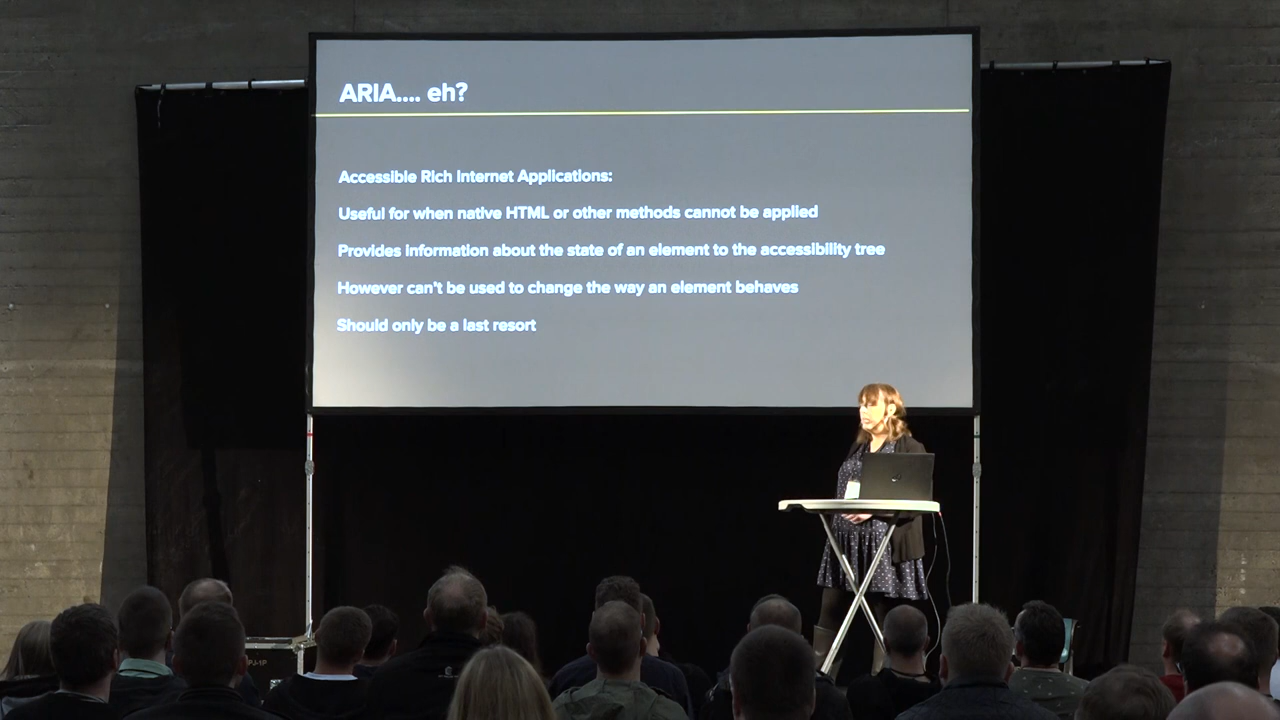 ARIA.... eh?
Accessible Rich Internet Applications:
Useful for when native HTML or other methods cannot be applied
Provides information about the state of an element to the accessibility tree
However can't be used to change the way an element behaves
Should only be a last resort
PJ-1P